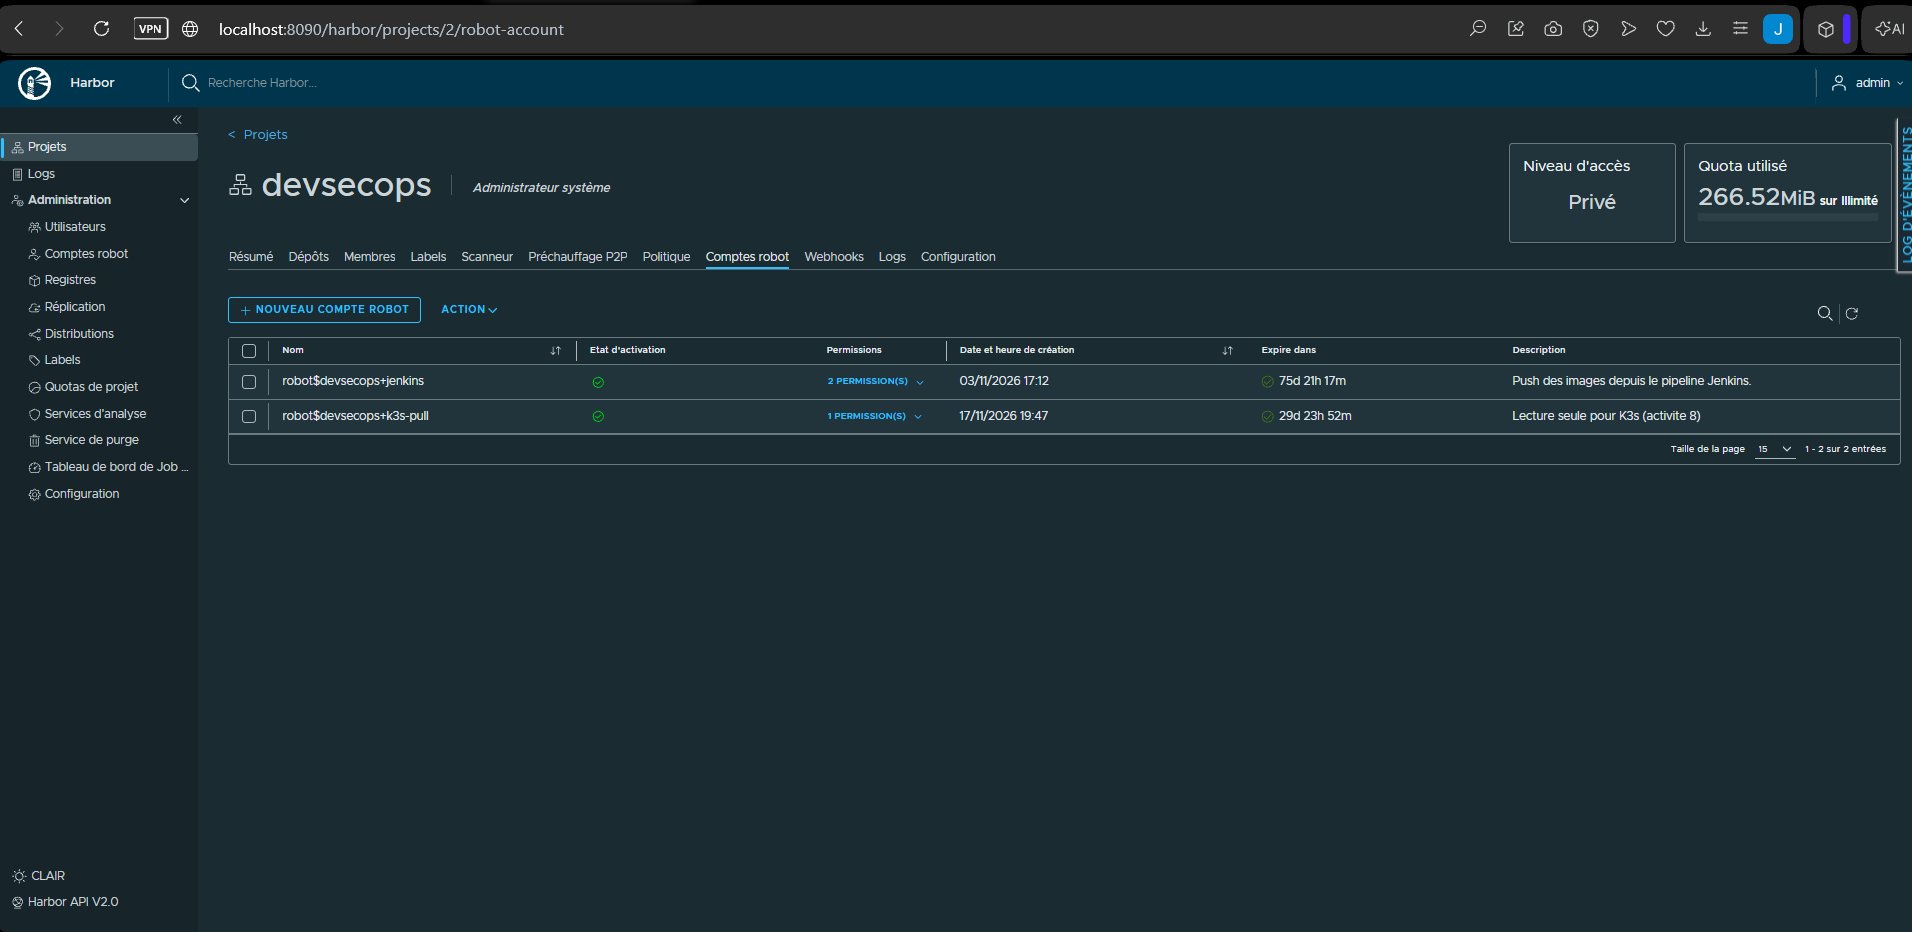 VPN localhost:8090/harbor/projects/2/robot-account J AI
Harbor Recherche Harbor... admin
Projets
Logs
Administration
Utilisateurs
Comptes robot
Registres
Réplication
Distributions
Labels
Quotas de projet
Services d'analyse
Service de purge
Tableau de bord de Job ...
Configuration
CLAIR
Harbor API V2.0
< Projets
devsecops Administrateur système
Niveau d'accès
Privé
Quota utilisé
266.52MiB sur Illimité
LOG D'ÉVÉNEMENTS
Résumé Dépôts Membres Labels Scanneur Préchauffage P2P Politique Comptes robot Webhooks Logs Configuration
+ NOUVEAU COMPTE ROBOT ACTION
Nom Etat d'activation Permissions Date et heure de création Expire dans Description
robot$devsecops+jenkins 2 PERMISSION(S) 03/11/2026 17:12 75d 21h 17m Push des images depuis le pipeline Jenkins.
robot$devsecops+k3s-pull 1 PERMISSION(S) 17/11/2026 19:47 29d 23h 52m Lecture seule pour K3s (activite 8)
Taille de la page 15 1 - 2 sur 2 entrées